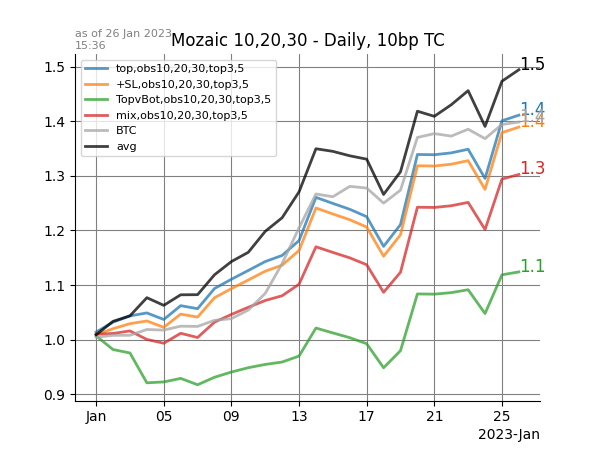 as of 26 Jan 2023
15:36
Mozaic 10,20,30 - Daily, 10bp TC
top,obs10,20,30,top3,5
+SL,obs10,20,30,top3,5
TopvBot,obs10,20,30,top3,5
mix,obs10,20,30,top3,5
BTC
avg
1.5
1.4
1.3
1.2
1.1
1.0
0.9
1.5
1.4
1.4
1.4
1.3
1.1
Jan
05
09
13
17
21
25
2023-Jan